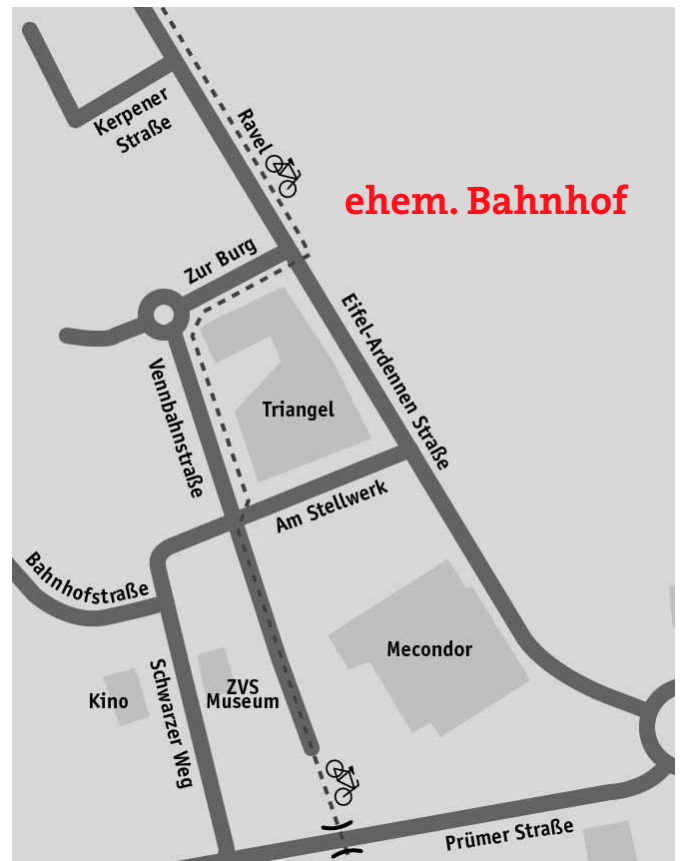 Kerpener
Straße
Ravel
ehem. Bahnhof
Zur Burg
Eifel-Ardennen Straße
Vennbahnstraße
Triangel
Am Stellwerk
Bahnhofstraße
Mecondor
Schwarzer Weg
Kino
ZVS
Museum
Prümer Straße